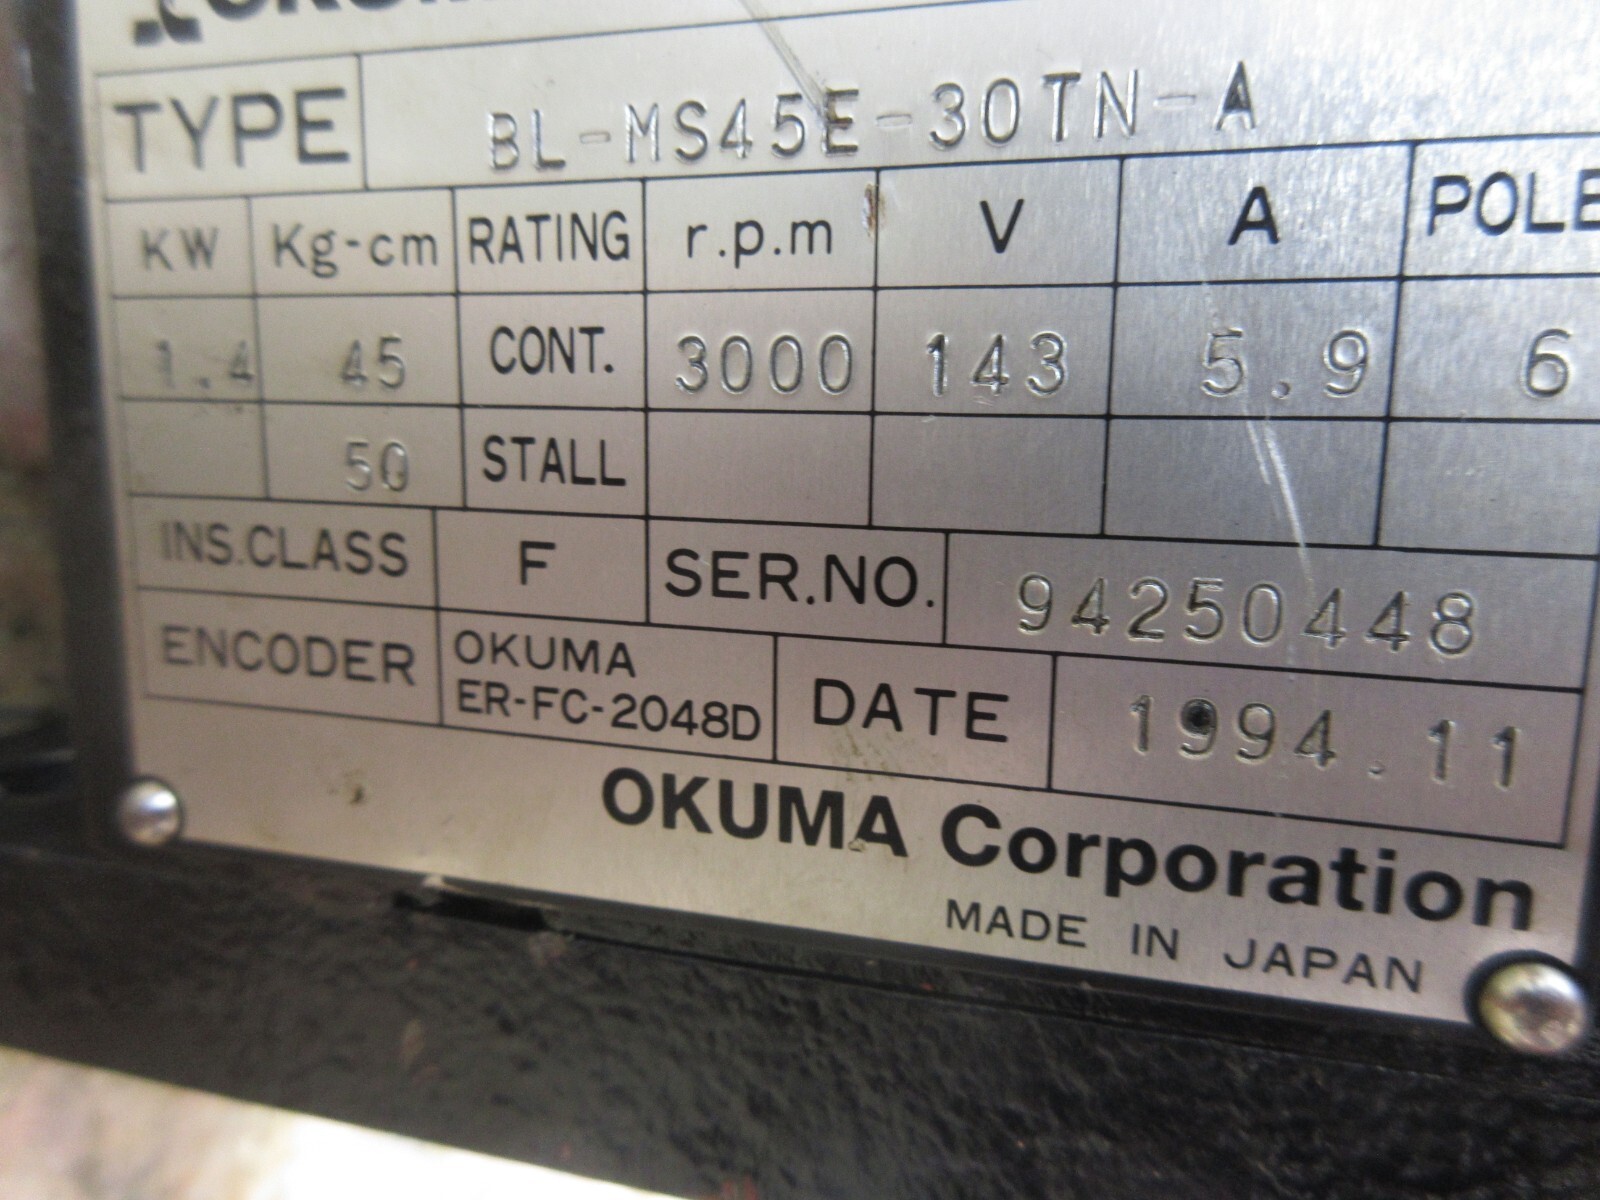 OKUMA
TYPE BL-MS45E-30TN-A
KW Kg-cm RATING r.p.m V A POLE
1.4 45 CONT. 3000 143 5.9 6
50 STALL
INS.CLASS F SER.NO. 94250448
ENCODER OKUMA
ER-FC-2048D DATE 1994.11
OKUMA Corporation
MADE IN JAPAN